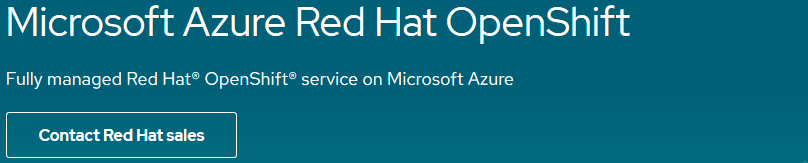 Microsoft Azure Red Hat OpenShift
Fully managed Red Hat® OpenShift® service on Microsoft Azure
Contact Red Hat sales